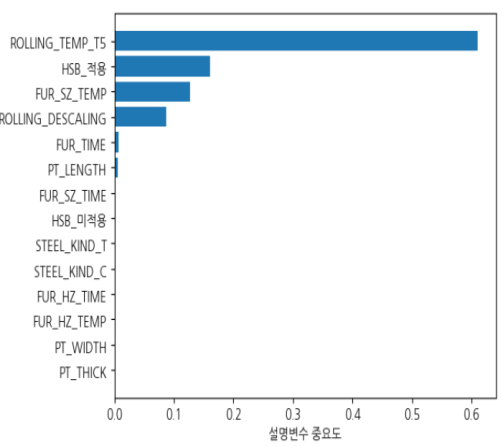 ROLLING_TEMP_T5
HSB_적용
FUR_SZ_TEMP
ROLLING_DESCALING
FUR_TIME
PT_LENGTH
FUR_SZ_TIME
HSB_미적용
STEEL_KIND_T
STEEL_KIND_C
FUR_HZ_TIME
FUR_HZ_TEMP
PT_WIDTH
PT_THICK
0.0 0.1 0.2 0.3 0.4 0.5 0.6
설명변수 중요도